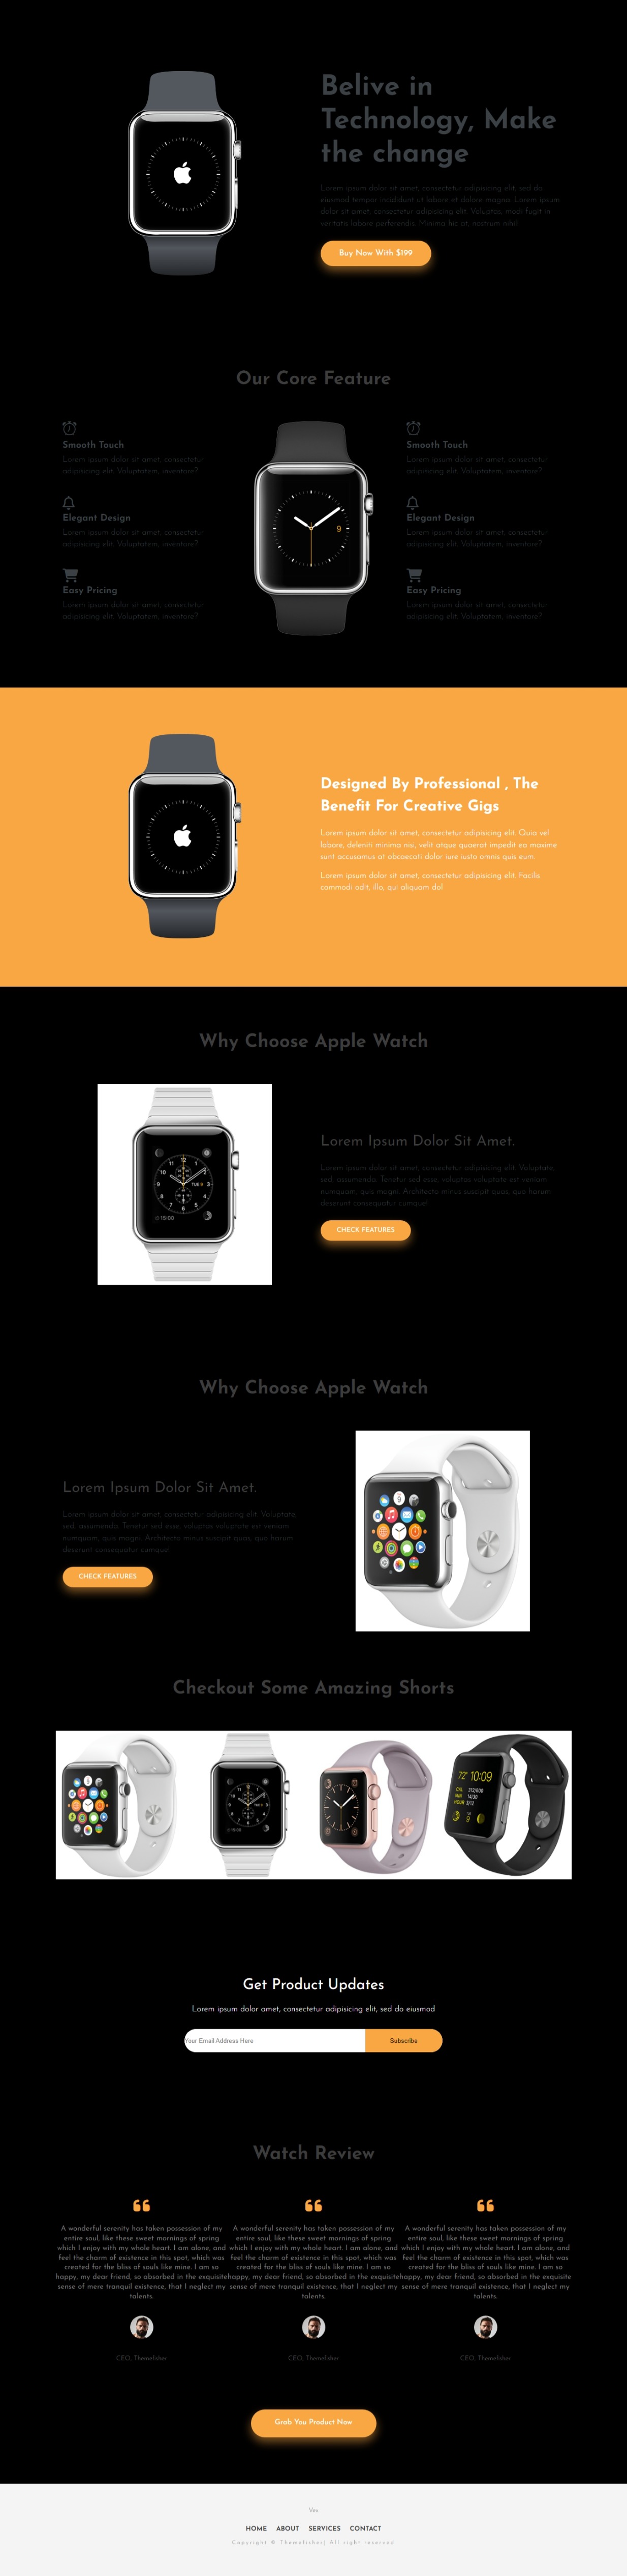 Belive in
Technology, Make
the change
Lorem ipsum dolor sit amet, consectetur adipisicing elit, sed do
eiusmod tempor incididunt ut labore et dolore magna. Lorem ipsum
dolor sit amet, consectetur adipisicing elit. Voluptas, modi fugit in
veritatis labore perferendis. Minima hic at, nostrum nihil!
Buy Now With $199
Our Core Feature
Smooth Touch
Lorem ipsum dolor sit amet, consectetur
adipisicing elit. Voluptatem, inventore?
Elegant Design
Lorem ipsum dolor sit amet, consectetur
adipisicing elit. Voluptatem, inventore?
Easy Pricing
Lorem ipsum dolor sit amet, consectetur
adipisicing elit. Voluptatem, inventore?
9
Smooth Touch
Lorem ipsum dolor sit amet, consectetur
adipisicing elit. Voluptatem, inventore?
Elegant Design
Lorem ipsum dolor sit amet, consectetur
adipisicing elit. Voluptatem, inventore?
Easy Pricing
Lorem ipsum dolor sit amet, consectetur
adipisicing elit. Voluptatem, inventore?
Designed By Professional , The
Benefit For Creative Gigs
Lorem ipsum dolor sit amet, consectetur adipisicing elit. Quia vel
labore, deleniti minima nisi, velit atque quaerat impedit ea maxime
sunt accusamus at obcaecati dolor iure iusto omnis quis eum.
Lorem ipsum dolor sit amet, consectetur adipisicing elit. Facilis
commodi odit, illo, qui aliquam dol
Why Choose Apple Watch
Lorem Ipsum Dolor Sit Amet.
Lorem ipsum dolor sit amet, consectetur adipisicing elit. Voluptate,
sed, assumenda. Tenetur sed esse, voluptas voluptate est veniam
numquam, quis magni. Architecto minus suscipit quas, quo harum
deserunt consequatur cumque!
CHECK FEATURES
Why Choose Apple Watch
Lorem Ipsum Dolor Sit Amet.
Lorem ipsum dolor sit amet, consectetur adipisicing elit. Voluptate,
sed, assumenda. Tenetur sed esse, voluptas voluptate est veniam
numquam, quis magni. Architecto minus suscipit quas, quo harum
deserunt consequatur cumque!
CHECK FEATURES
Checkout Some Amazing Shorts
72° 10:09
Get Product Updates
Lorem ipsum dolor amet, consectetur adipisicing elit, sed do eiusmod
Your Email Address Here
Subscribe
Watch Review
A wonderful serenity has taken possession of my
entire soul, like these sweet mornings of spring
which I enjoy with my whole heart. I am alone, and
feel the charm of existence in this spot, which was
created for the bliss of souls like mine. I am so
happy, my dear friend, so absorbed in the exquisite
sense of mere tranquil existence, that I neglect my
talents.
CEO, Themefisher
A wonderful serenity has taken possession of my
entire soul, like these sweet mornings of spring
which I enjoy with my whole heart. I am alone, and
feel the charm of existence in this spot, which was
created for the bliss of souls like mine. I am so
happy, my dear friend, so absorbed in the exquisite
sense of mere tranquil existence, that I neglect my
talents.
CEO, Themefisher
A wonderful serenity has taken possession of my
entire soul, like these sweet mornings of spring
which I enjoy with my whole heart. I am alone, and
feel the charm of existence in this spot, which was
created for the bliss of souls like mine. I am so
happy, my dear friend, so absorbed in the exquisite
sense of mere tranquil existence, that I neglect my
talents.
CEO, Themefisher
Grab You Product Now
Vex.
HOME ABOUT SERVICES CONTACT
Copyright © Themefisher| All right reserved